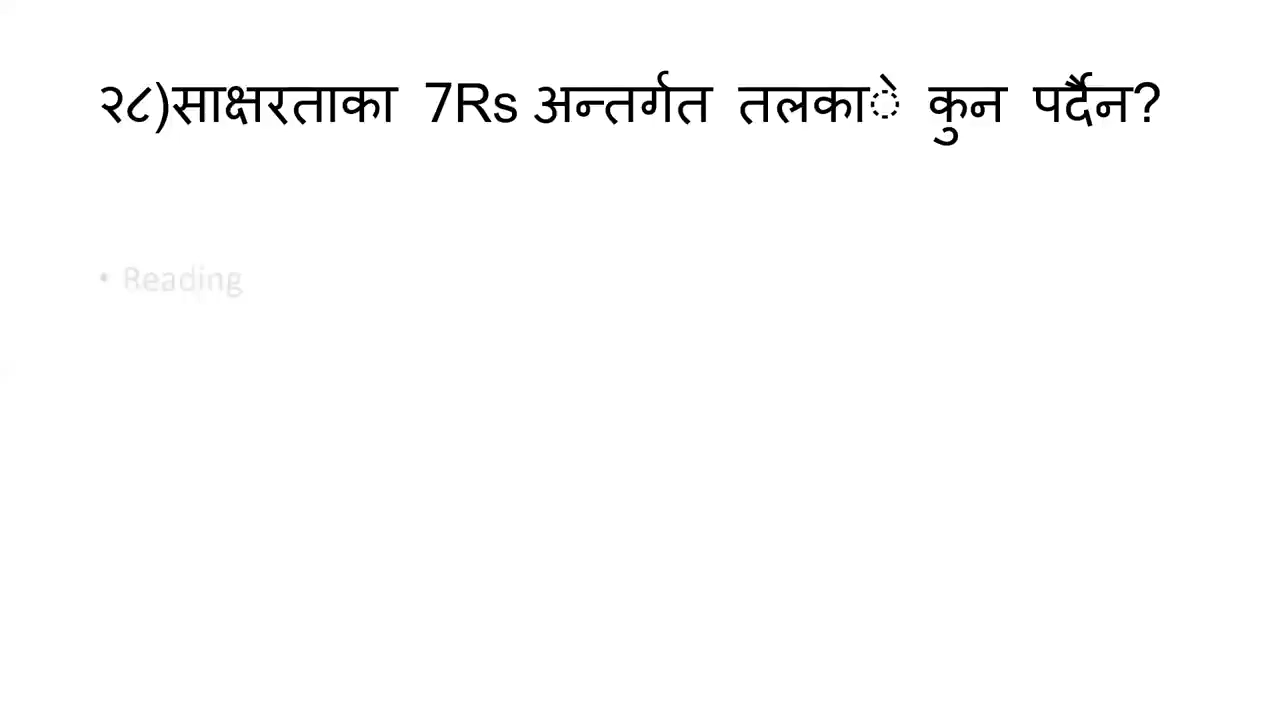 २८)साक्षरताका 7Rs अन्तर्गत तलकाे कुन पर्दैन?
• Reading